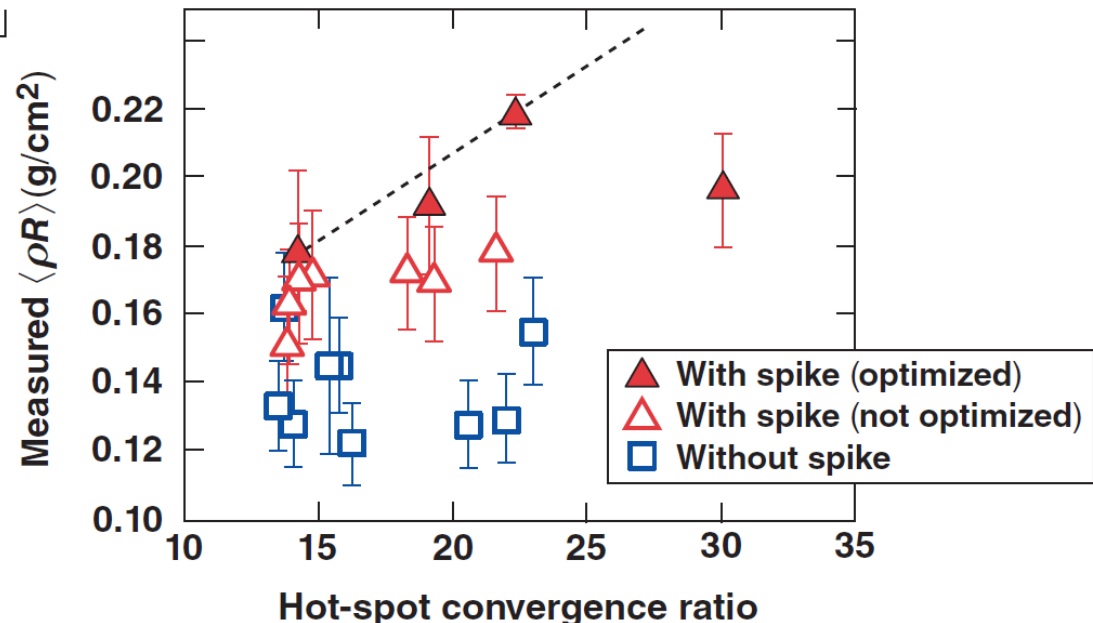 Measured ⟨ρR⟩(g/cm²)
0.22
0.20
0.18
0.16
0.14
0.12
0.10
With spike (optimized)
With spike (not optimized)
Without spike
10 15 20 25 30 35
Hot-spot convergence ratio